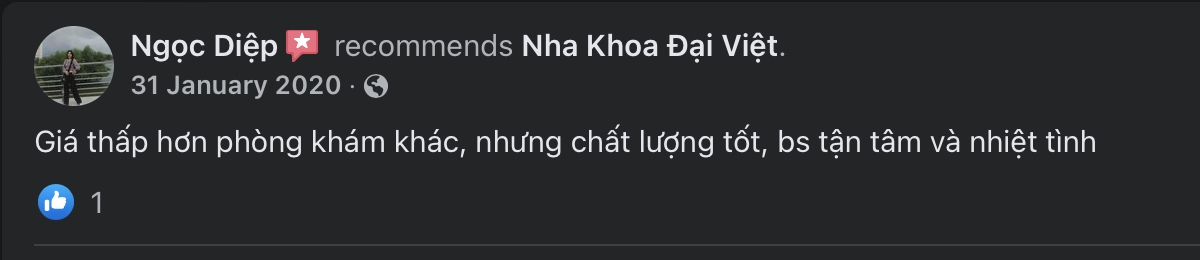 Ngọc Diệp recommends Nha Khoa Đại Việt.
31 January 2020 ·
Giá thấp hơn phòng khám khác, nhưng chất lượng tốt, bs tận tâm và nhiệt tình
1